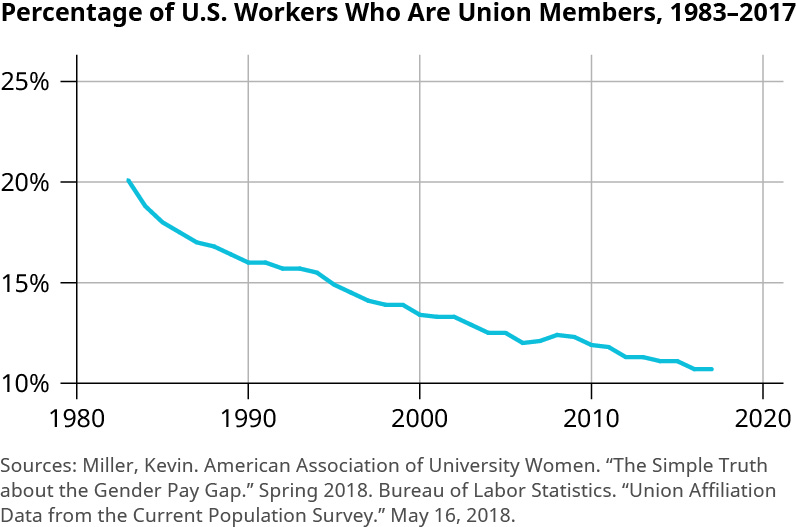 Percentage of U.S. Workers Who Are Union Members, 1983–2017
25%
20%
15%
10%
1980 1990 2000 2010 2020
Sources: Miller, Kevin. American Association of University Women. “The Simple Truth
about the Gender Pay Gap.” Spring 2018. Bureau of Labor Statistics. “Union Affiliation
Data from the Current Population Survey.” May 16, 2018.